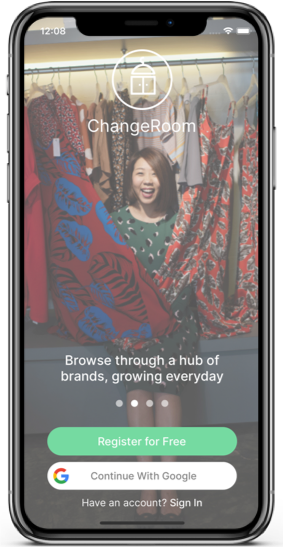 12:08
ChangeRoom
Browse through a hub of
brands, growing everyday
Register for Free
G Continue With Google
Have an account? Sign In